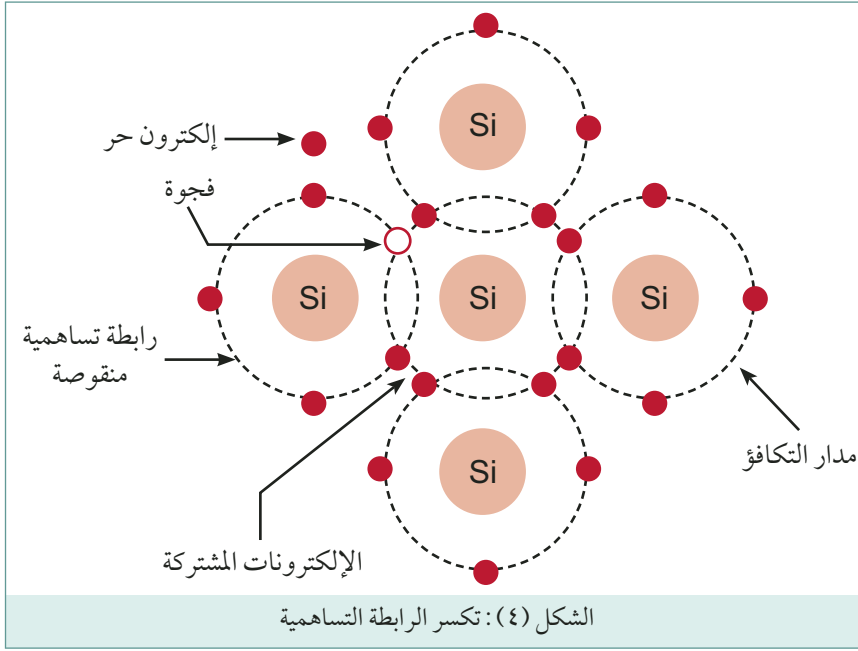 Si
إلكترون حر
فجوة
Si
Si
Si
رابطة تساهمية
منقوصة
مدار التكافؤ
Si
الإلكترونات المشتركة
الشكل (٤): تكسر الرابطة التساهمية